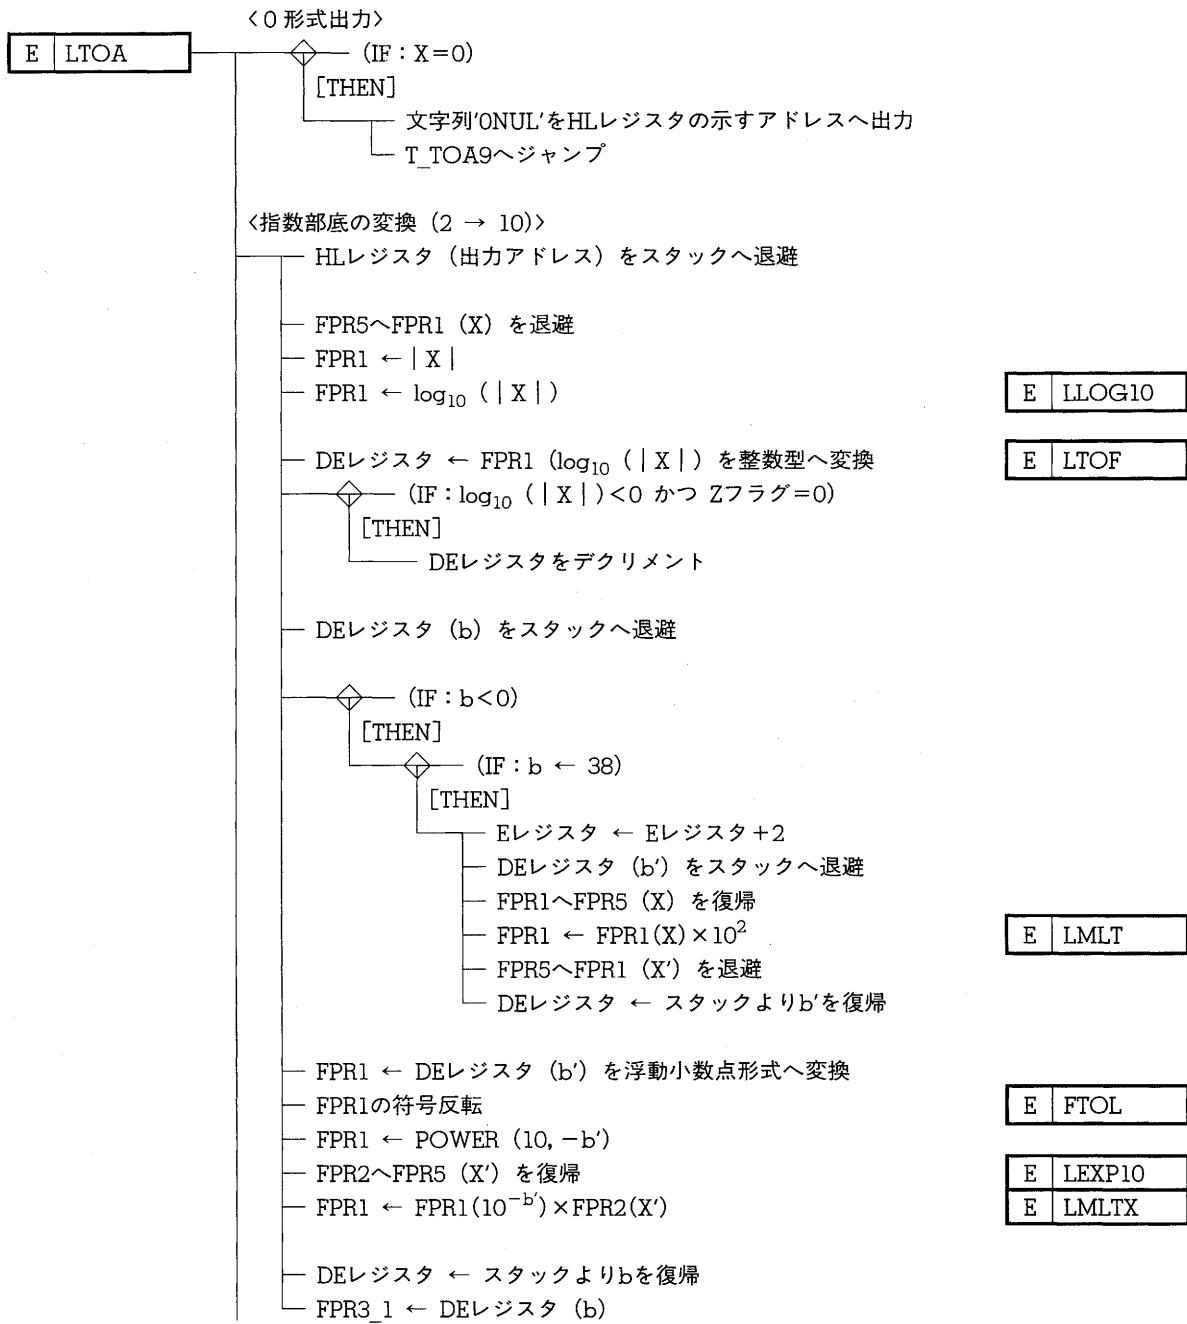 〈0 形式出力〉
E LTOA
(IF:X=0)
[THEN]
文字列'0NUL'をHLレジスタの示すアドレスへ出力
T_TOA9へジャンプ
〈指数部底の変換 (2 → 10)〉
HLレジスタ (出力アドレス) をスタックへ退避
FPR5へFPR1 (X) を退避
FPR1 ← | X |
FPR1 ← log10 ( | X | )
E LLOG10
DEレジスタ ← FPR1 (log10 ( | X | ) を整数型へ変換
E LTOF
(IF:log10 ( | X | )<0 かつ Zフラグ=0)
[THEN]
DEレジスタをデクリメント
DEレジスタ (b) をスタックへ退避
(IF:b<0)
[THEN]
(IF:b ← 38)
[THEN]
Eレジスタ ← Eレジスタ+2
DEレジスタ (b′) をスタックへ退避
FPR1へFPR5 (X) を復帰
FPR1 ← FPR1(X)×10²
E LMLT
FPR5へFPR1 (X′) を退避
DEレジスタ ← スタックよりb′を復帰
FPR1 ← DEレジスタ (b′) を浮動小数点形式へ変換
FPR1の符号反転
E FTOL
FPR1 ← POWER (10, −b′)
FPR2へFPR5 (X′) を復帰
E LEXP10
FPR1 ← FPR1(10^−b′)×FPR2(X′)
E LMLTX
DEレジスタ ← スタックよりbを復帰
FPR3_1 ← DEレジスタ (b)